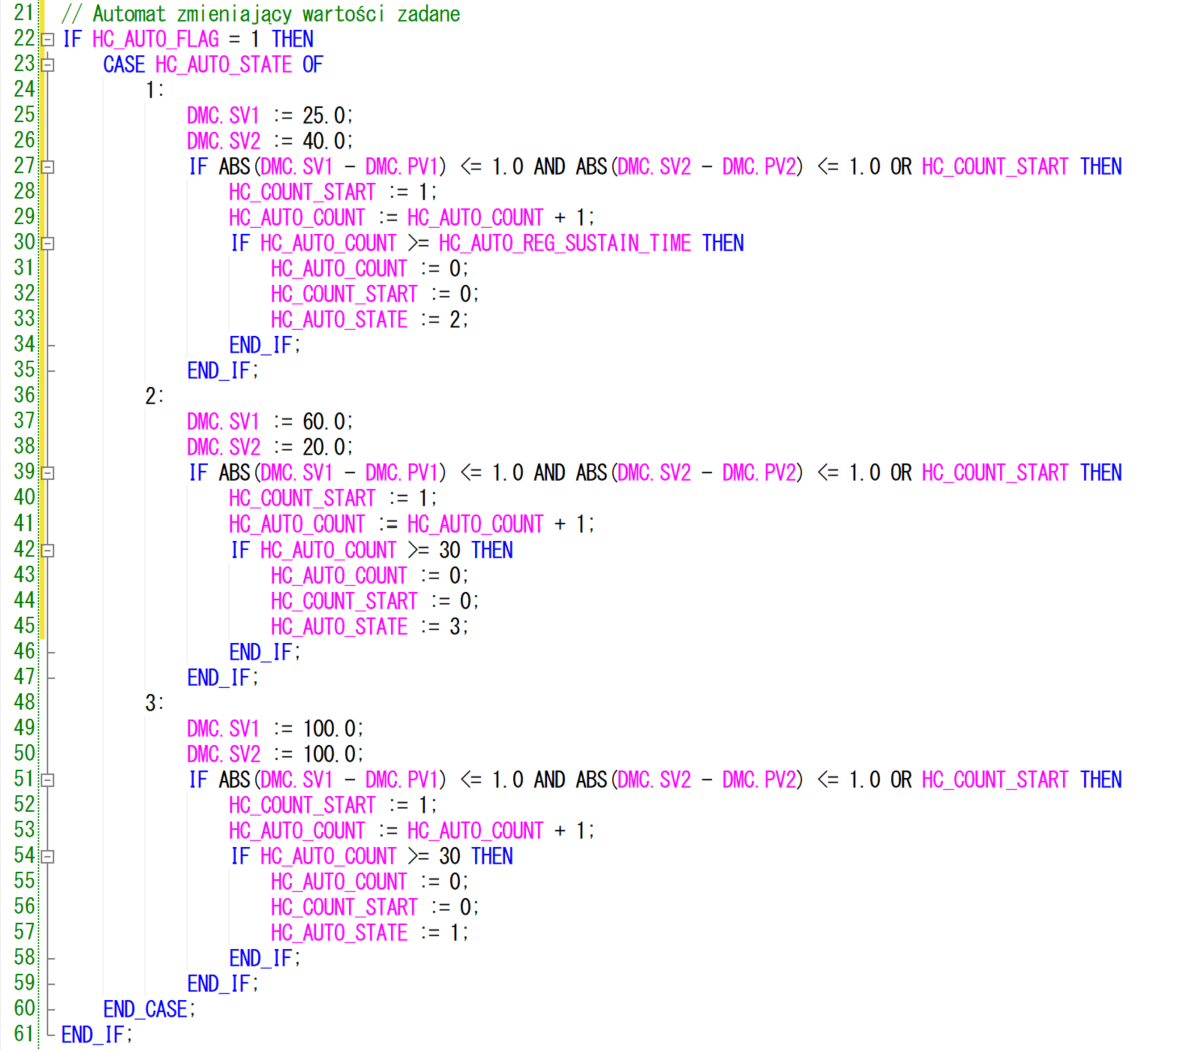 21 // Automat zmieniający wartości zadane
22 IF HC_AUTO_FLAG = 1 THEN
23 CASE HC_AUTO_STATE OF
24 1:
25 DMC.SV1 := 25.0;
26 DMC.SV2 := 40.0;
27 IF ABS(DMC.SV1 - DMC.PV1) <= 1.0 AND ABS(DMC.SV2 - DMC.PV2) <= 1.0 OR HC_COUNT_START THEN
28 HC_COUNT_START := 1;
29 HC_AUTO_COUNT := HC_AUTO_COUNT + 1;
30 IF HC_AUTO_COUNT >= HC_AUTO_REG_SUSTAIN_TIME THEN
31 HC_AUTO_COUNT := 0;
32 HC_COUNT_START := 0;
33 HC_AUTO_STATE := 2;
34 END_IF;
35 END_IF;
36 2:
37 DMC.SV1 := 60.0;
38 DMC.SV2 := 20.0;
39 IF ABS(DMC.SV1 - DMC.PV1) <= 1.0 AND ABS(DMC.SV2 - DMC.PV2) <= 1.0 OR HC_COUNT_START THEN
40 HC_COUNT_START := 1;
41 HC_AUTO_COUNT := HC_AUTO_COUNT + 1;
42 IF HC_AUTO_COUNT >= 30 THEN
43 HC_AUTO_COUNT := 0;
44 HC_COUNT_START := 0;
45 HC_AUTO_STATE := 3;
46 END_IF;
47 END_IF;
48 3:
49 DMC.SV1 := 100.0;
50 DMC.SV2 := 100.0;
51 IF ABS(DMC.SV1 - DMC.PV1) <= 1.0 AND ABS(DMC.SV2 - DMC.PV2) <= 1.0 OR HC_COUNT_START THEN
52 HC_COUNT_START := 1;
53 HC_AUTO_COUNT := HC_AUTO_COUNT + 1;
54 IF HC_AUTO_COUNT >= 30 THEN
55 HC_AUTO_COUNT := 0;
56 HC_COUNT_START := 0;
57 HC_AUTO_STATE := 1;
58 END_IF;
59 END_IF;
60 END_CASE;
61 END_IF;